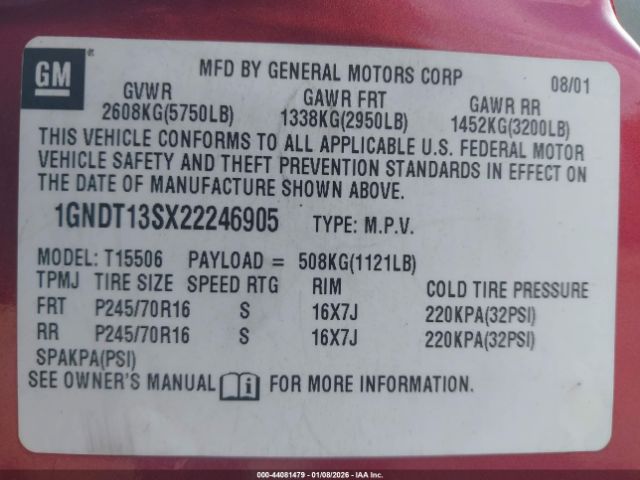 GM ®
MFD BY GENERAL MOTORS CORP 08/01
GVWR GAWR FRT GAWR RR
2608KG(5750LB) 1338KG(2950LB) 1452KG(3200LB)
THIS VEHICLE CONFORMS TO ALL APPLICABLE U.S. FEDERAL MOTOR
VEHICLE SAFETY AND THEFT PREVENTION STANDARDS IN EFFECT ON
THE DATE OF MANUFACTURE SHOWN ABOVE.
1GNDT13SX22246905 TYPE: M.P.V.
MODEL: T15506 PAYLOAD = 508KG(1121LB)
TPMJ TIRE SIZE SPEED RTG RIM COLD TIRE PRESSURE
FRT P245/70R16 S 16X7J 220KPA(32PSI)
RR P245/70R16 S 16X7J 220KPA(32PSI)
SPAKPA(PSI)
SEE OWNER'S MANUAL i FOR MORE INFORMATION.
000-44081479 - 01/08/2026 - IAA Inc.